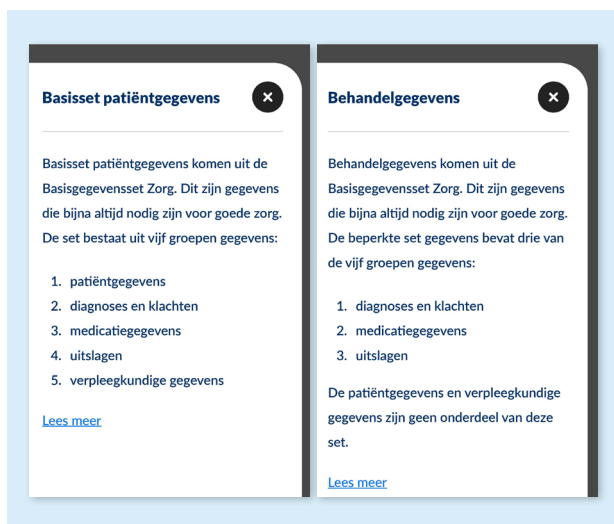 Basisset patiëntgegevens
Basisset patiëntgegevens komen uit de
Basisgegevensset Zorg. Dit zijn gegevens
die bijna altijd nodig zijn voor goede zorg.
De set bestaat uit vijf groepen gegevens:
1. patiëntgegevens
2. diagnoses en klachten
3. medicatiegegevens
4. uitslagen
5. verpleegkundige gegevens
Lees meer
Behandelgegevens
Behandelgegevens komen uit de
Basisgegevensset Zorg. Dit zijn gegevens
die bijna altijd nodig zijn voor goede zorg.
De beperkte set gegevens bevat drie van
de vijf groepen gegevens:
1. diagnoses en klachten
2. medicatiegegevens
3. uitslagen
De patiëntgegevens en verpleegkundige
gegevens zijn geen onderdeel van deze
set.
Lees meer